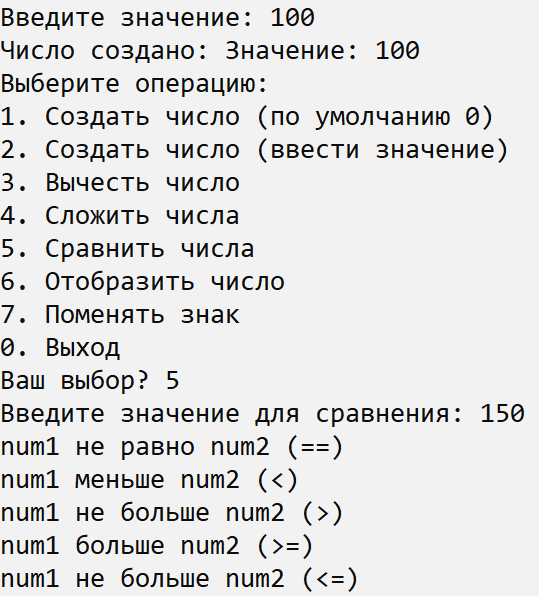 Введите значение: 100
Число создано: Значение: 100
Выберите операцию:
1. Создать число (по умолчанию 0)
2. Создать число (ввести значение)
3. Вычесть число
4. Сложить числа
5. Сравнить числа
6. Отобразить число
7. Поменять знак
0. Выход
Ваш выбор? 5
Введите значение для сравнения: 150
num1 не равно num2 (==)
num1 меньше num2 (<)
num1 не больше num2 (>)
num1 больше num2 (>=)
num1 не больше num2 (<=)